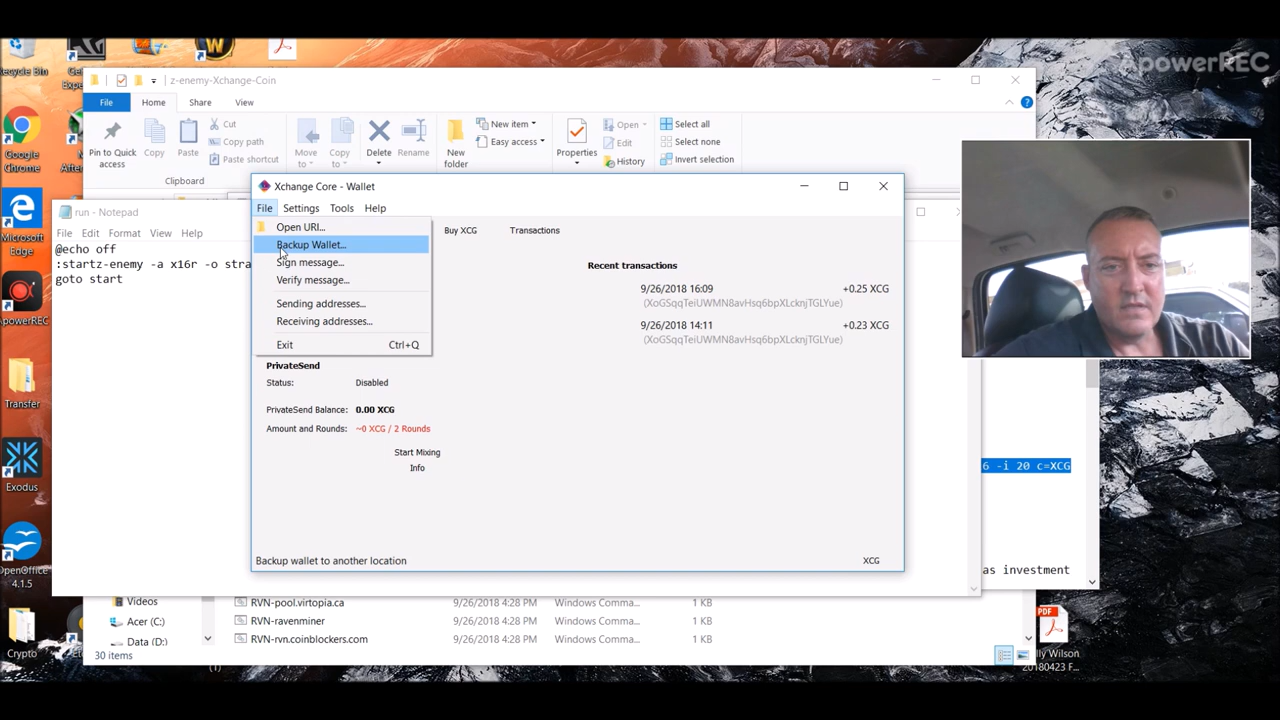 ApowerREC
Recycle Bin
Google
Chrome
Microsoft
Edge
ApowerREC
Transfer
Exodus
OpenOffice
4.1.5
Crypto
z-enemy-Xchange-Coin
File Home Share View
Pin to Quick
access
Copy
Paste
Cut
Copy path
Paste shortcut
Clipboard
Move
to
Copy
to
Delete
Rename
New
folder
New item
Easy access
Properties
Open
Edit
History
Select all
Select none
Invert selection
run - Notepad
File Edit Format View Help
@echo off
:startz-enemy -a x16r -o stra
goto start
Xchange Core - Wallet
File Settings Tools Help
Open URI...
Backup Wallet...
Sign message...
Verify message...
Sending addresses...
Receiving addresses...
Exit Ctrl+Q
Buy XCG Transactions
Recent transactions
9/26/2018 16:09 +0.25 XCG
(XoGSqqTeiUWMN8avHsq6bpXLcknjTGLYue)
9/26/2018 14:11 +0.23 XCG
(XoGSqqTeiUWMN8avHsq6bpXLcknjTGLYue)
PrivateSend
Status: Disabled
PrivateSend Balance: 0.00 XCG
Amount and Rounds: ~0 XCG / 2 Rounds
Start Mixing
Info
Backup wallet to another location XCG
6 -i 20 c=XCG
as investment
Videos
Acer (C:)
Data (D:)
RVN-pool.virtopia.ca 9/26/2018 4:28 PM Windows Comma... 1 KB
RVN-ravenminer 9/26/2018 4:28 PM Windows Comma... 1 KB
RVN-rvn.coinblockers.com 9/26/2018 4:28 PM Windows Comma... 1 KB
30 items
PDF
lly Wilson
20180423 F...